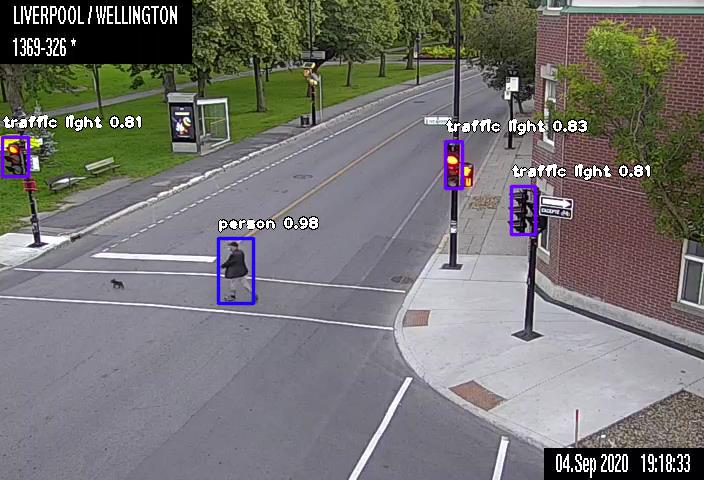 LIVERPOOL / WELLINGTON
1369-326 *
traffic light 0.81
traffic light 0.83
traffic light 0.81
person 0.98
EXCEPTÉ
04.Sep 2020 19:18:33